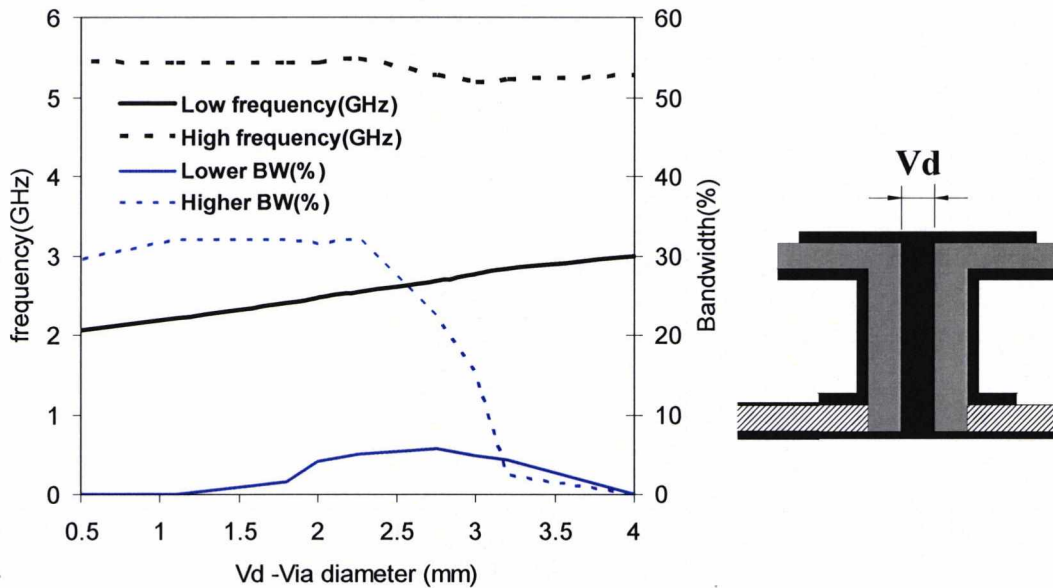 6
5
4
3
2
1
0
frequency(GHz)
60
50
40
30
20
10
0
Bandwidth(%)
Low frequency(GHz)
High frequency(GHz)
Lower BW(%)
Higher BW(%)
0.5
1
1.5
2
2.5
3
3.5
4
Vd -Via diameter (mm)
Vd